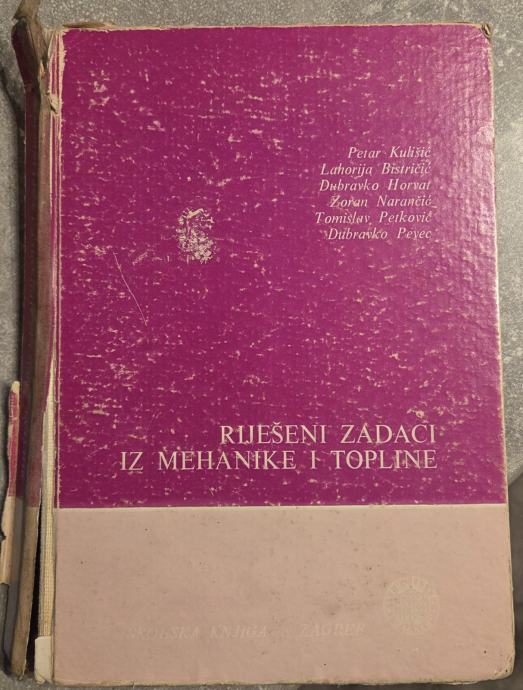 Petar Kulišić
Lahorija Bistričić
Dubravko Horvat
Zoran Narančić
Tomislav Petković
Dubravko Pevec
RIJEŠENI ZADACI
IZ MEHANIKE I TOPLINE
ŠKOLSKA KNJIGA ZAGREB